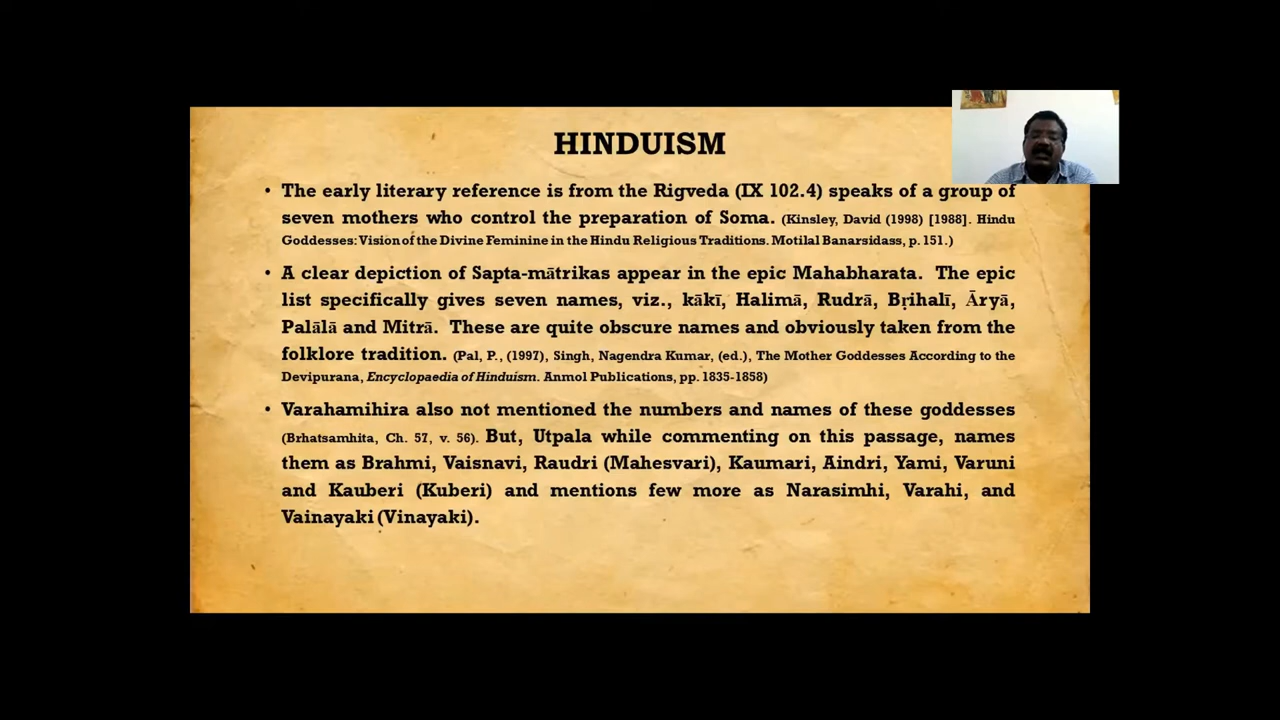 HINDUISM
• The early literary reference is from the Rigveda (IX 102.4) speaks of a group of
seven mothers who control the preparation of Soma. (Kinsley, David (1998) [1988]. Hindu
Goddesses: Vision of the Divine Feminine in the Hindu Religious Traditions. Motilal Banarsidass, p. 151.)
• A clear depiction of Sapta-mātrikas appear in the epic Mahabharata. The epic
list specifically gives seven names, viz., kākī, Halimā, Rudrā, Bṛihalī, Āryā,
Palālā and Mitrā. These are quite obscure names and obviously taken from the
folklore tradition. (Pal, P., (1997), Singh, Nagendra Kumar, (ed.), The Mother Goddesses According to the
Devipurana, Encyclopaedia of Hinduism. Anmol Publications, pp. 1835-1858)
• Varahamihira also not mentioned the numbers and names of these goddesses
(Brhatsamhita, Ch. 57, v. 56). But, Utpala while commenting on this passage, names
them as Brahmi, Vaisnavi, Raudri (Mahesvari), Kaumari, Aindri, Yami, Varuni
and Kauberi (Kuberi) and mentions few more as Narasimhi, Varahi, and
Vainayaki (Vinayaki).